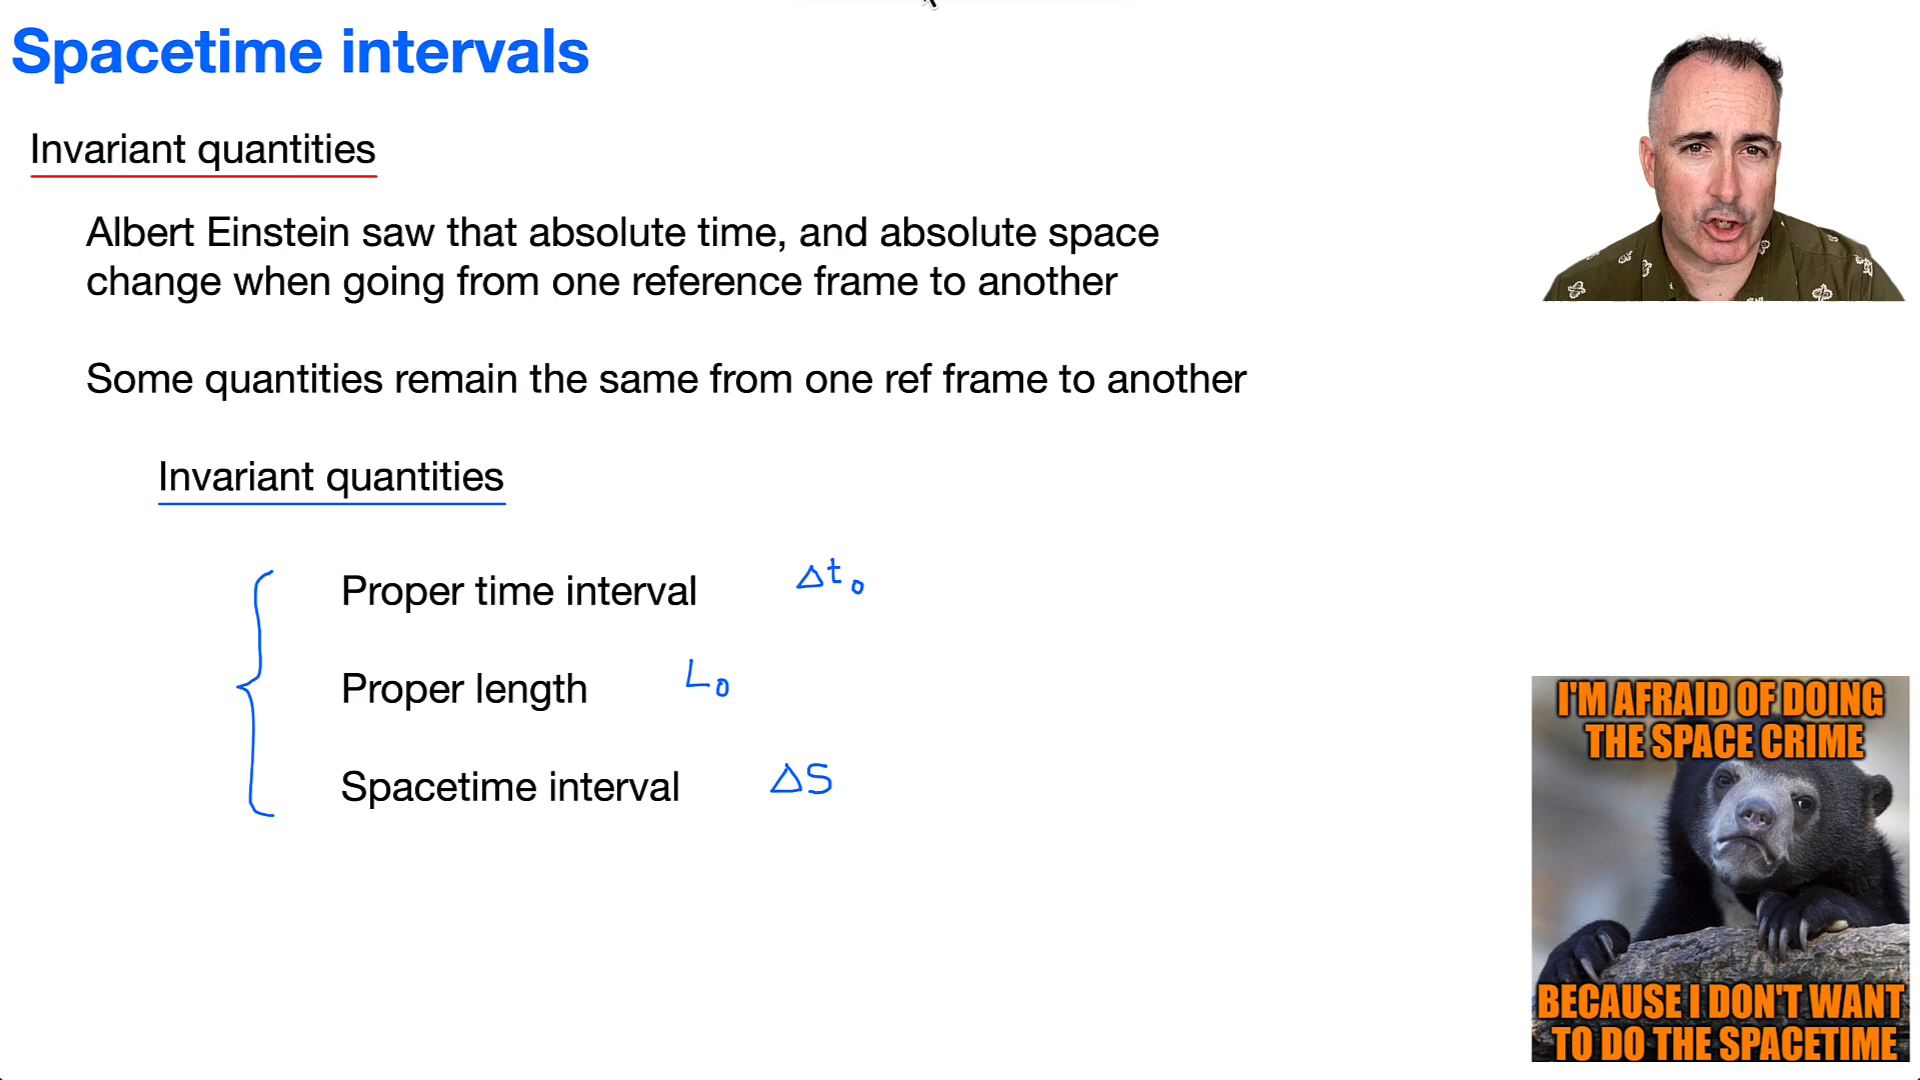 Spacetime intervals
Invariant quantities
Albert Einstein saw that absolute time, and absolute space
change when going from one reference frame to another
Some quantities remain the same from one ref frame to another
Invariant quantities
Proper time interval Δt₀
Proper length L₀
Spacetime interval ΔS
I'M AFRAID OF DOING
THE SPACE CRIME
BECAUSE I DON'T WANT
TO DO THE SPACETIME